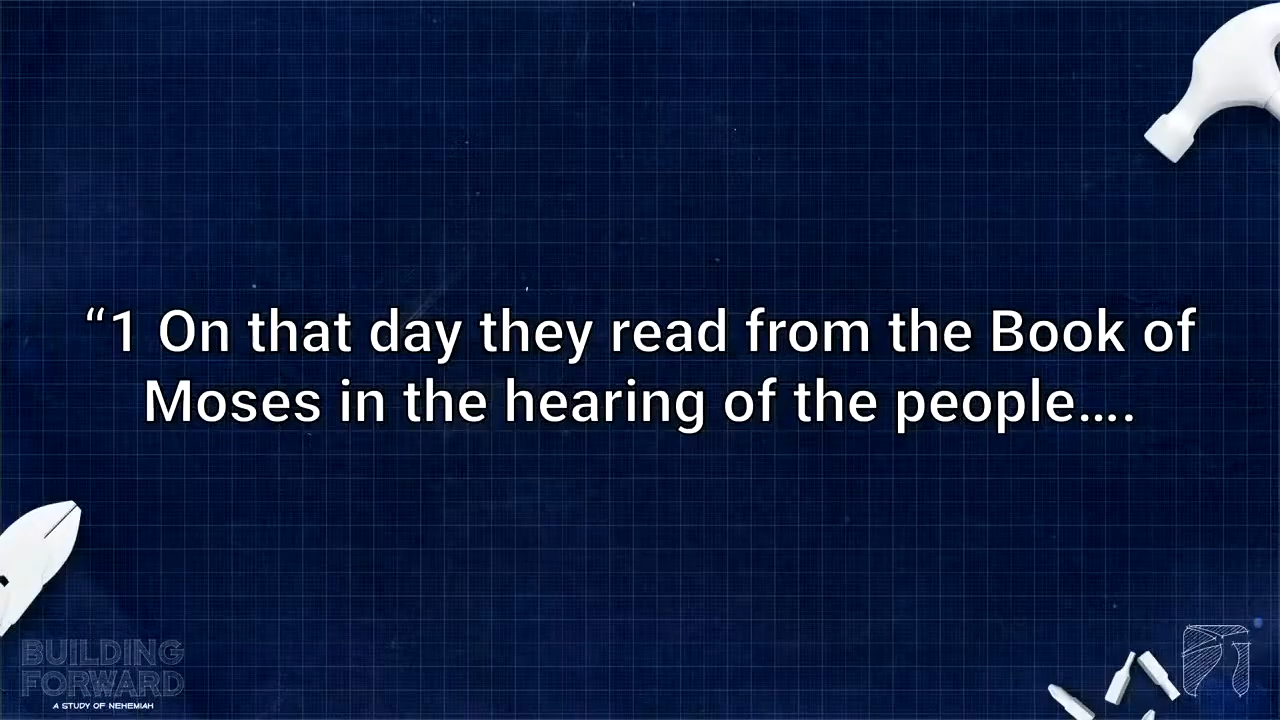 “1 On that day they read from the Book of
Moses in the hearing of the people….
BUILDING
FORWARD
A STUDY OF NEHEMIAH